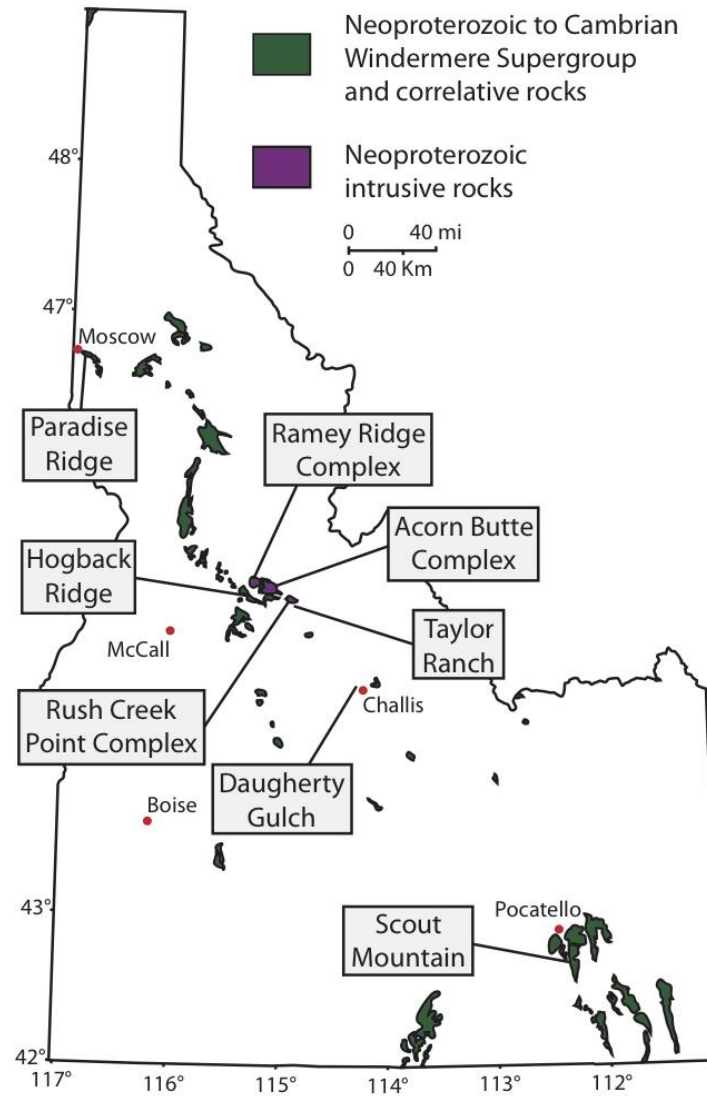 Neoproterozoic to Cambrian
Windermere Supergroup
and correlative rocks
Neoproterozoic
intrusive rocks
0 40 mi
0 40 Km
48°
47°
Moscow
Paradise
Ridge
Ramey Ridge
Complex
Acorn Butte
Complex
Hogback
Ridge
McCall
Taylor
Ranch
Rush Creek
Point Complex
Challis
Daugherty
Gulch
Boise
43°
Scout
Mountain
Pocatello
42°
117° 116° 115° 114° 113° 112° 111°